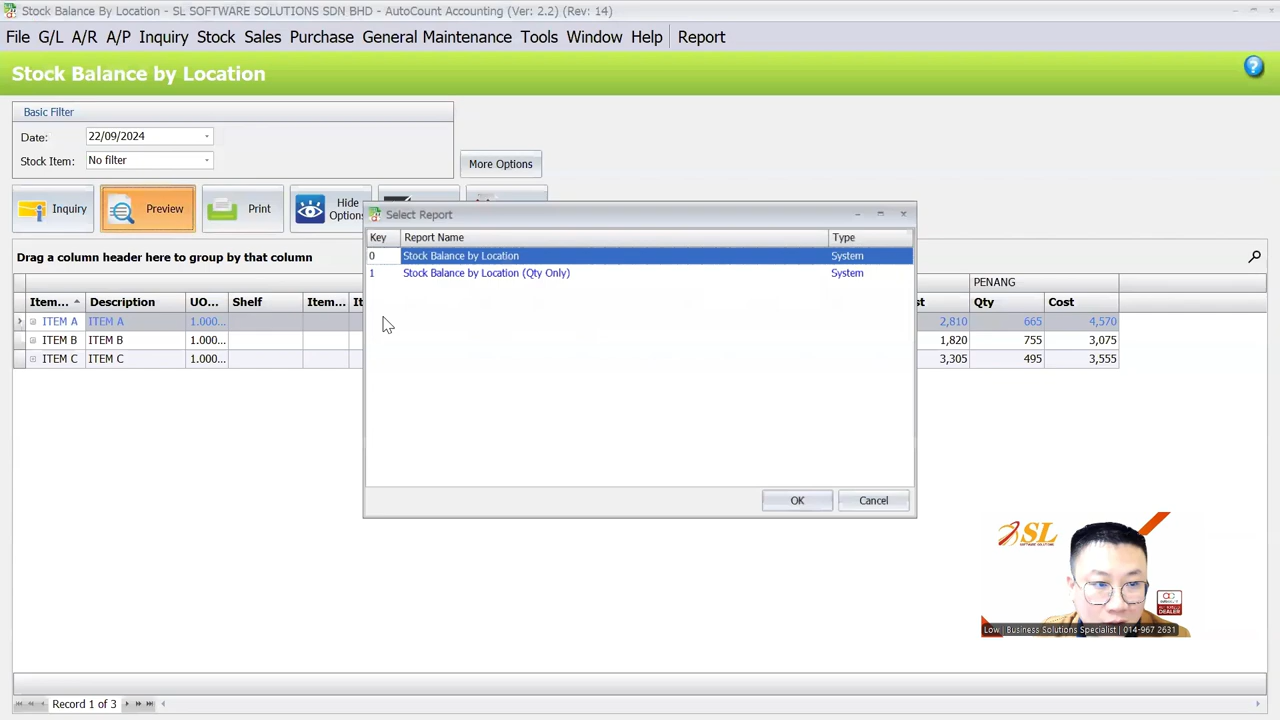 Stock Balance By Location - SL SOFTWARE SOLUTIONS SDN BHD - AutoCount Accounting (Ver: 2.2) (Rev: 14)
File G/L A/R A/P Inquiry Stock Sales Purchase General Maintenance Tools Window Help Report
Stock Balance by Location
Basic Filter
Date: 22/09/2024
Stock Item: No filter
More Options
Inquiry Preview Print Hide Options
Select Report
Key Report Name Type
0 Stock Balance by Location System
1 Stock Balance by Location (Qty Only) System
OK Cancel
Drag a column header here to group by that column
PENANG
Item... Description UO... Shelf Item... Qty Cost
ITEM A ITEM A 1.000... 2,810 665 4,570
ITEM B ITEM B 1.000... 1,820 755 3,075
ITEM C ITEM C 1.000... 3,305 495 3,555
SL
SOFTWARE SOLUTIONS
Low | Business Solutions Specialist | 014-967 2631
Record 1 of 3